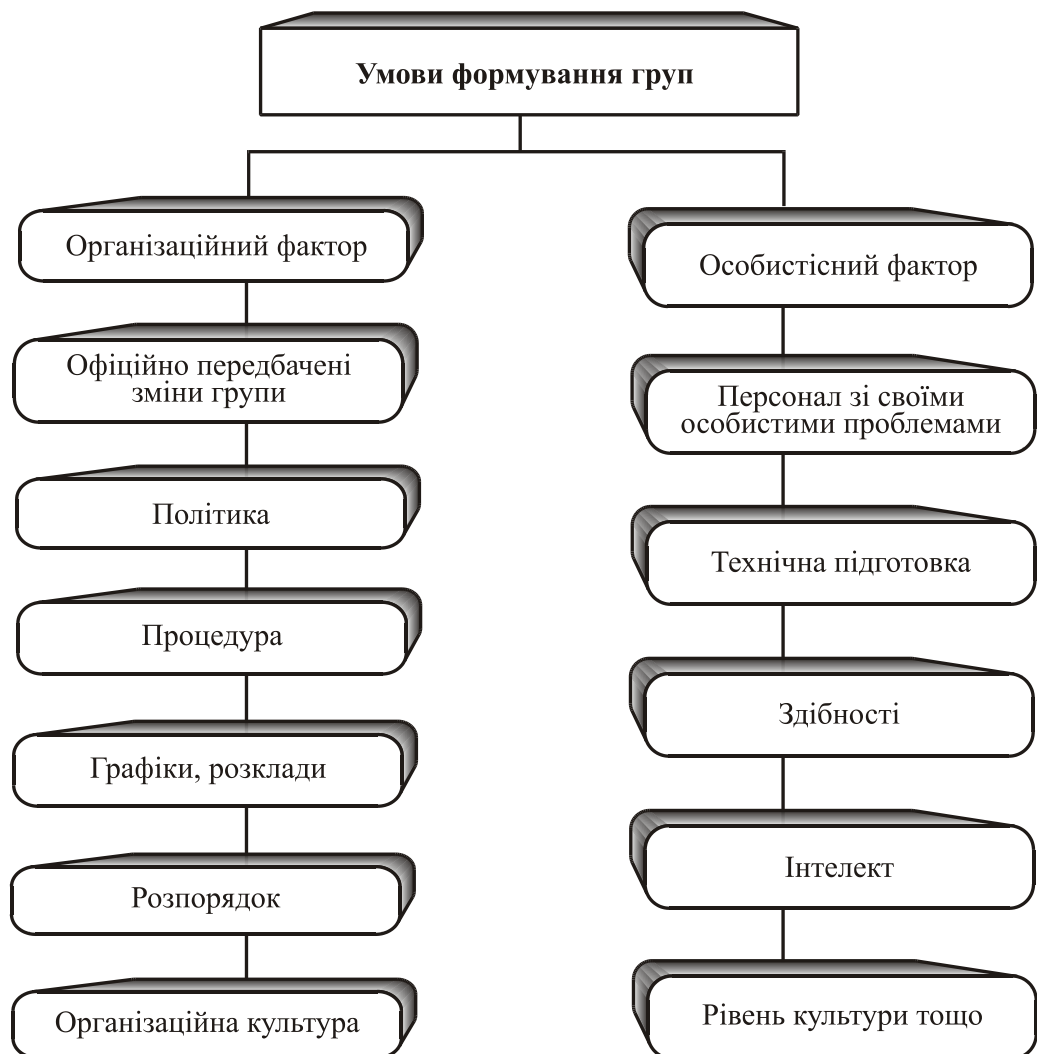 Умови формування груп
Організаційний фактор
Офіційно передбачені
зміни групи
Політика
Процедура
Графіки, розклади
Розпорядок
Організаційна культура
Особистісний фактор
Персонал зі своїми
особистими проблемами
Технічна підготовка
Здібності
Інтелект
Рівень культури тощо